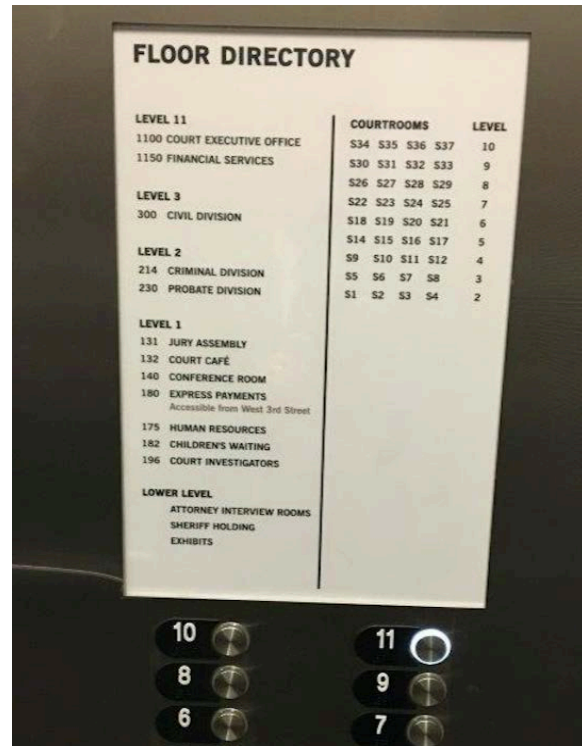 FLOOR DIRECTORY
LEVEL 11
1100 COURT EXECUTIVE OFFICE
1150 FINANCIAL SERVICES
LEVEL 3
300 CIVIL DIVISION
LEVEL 2
214 CRIMINAL DIVISION
230 PROBATE DIVISION
LEVEL 1
131 JURY ASSEMBLY
132 COURT CAFÉ
140 CONFERENCE ROOM
180 EXPRESS PAYMENTS
Accessible from West 3rd Street
175 HUMAN RESOURCES
182 CHILDREN'S WAITING
196 COURT INVESTIGATORS
LOWER LEVEL
ATTORNEY INTERVIEW ROOMS
SHERIFF HOLDING
EXHIBITS
COURTROOMS LEVEL
S34 S35 S36 S37 10
S30 S31 S32 S33 9
S26 S27 S28 S29 8
S22 S23 S24 S25 7
S18 S19 S20 S21 6
S14 S15 S16 S17 5
S9 S10 S11 S12 4
S5 S6 S7 S8 3
S1 S2 S3 S4 2
10 11
8 9
6 7